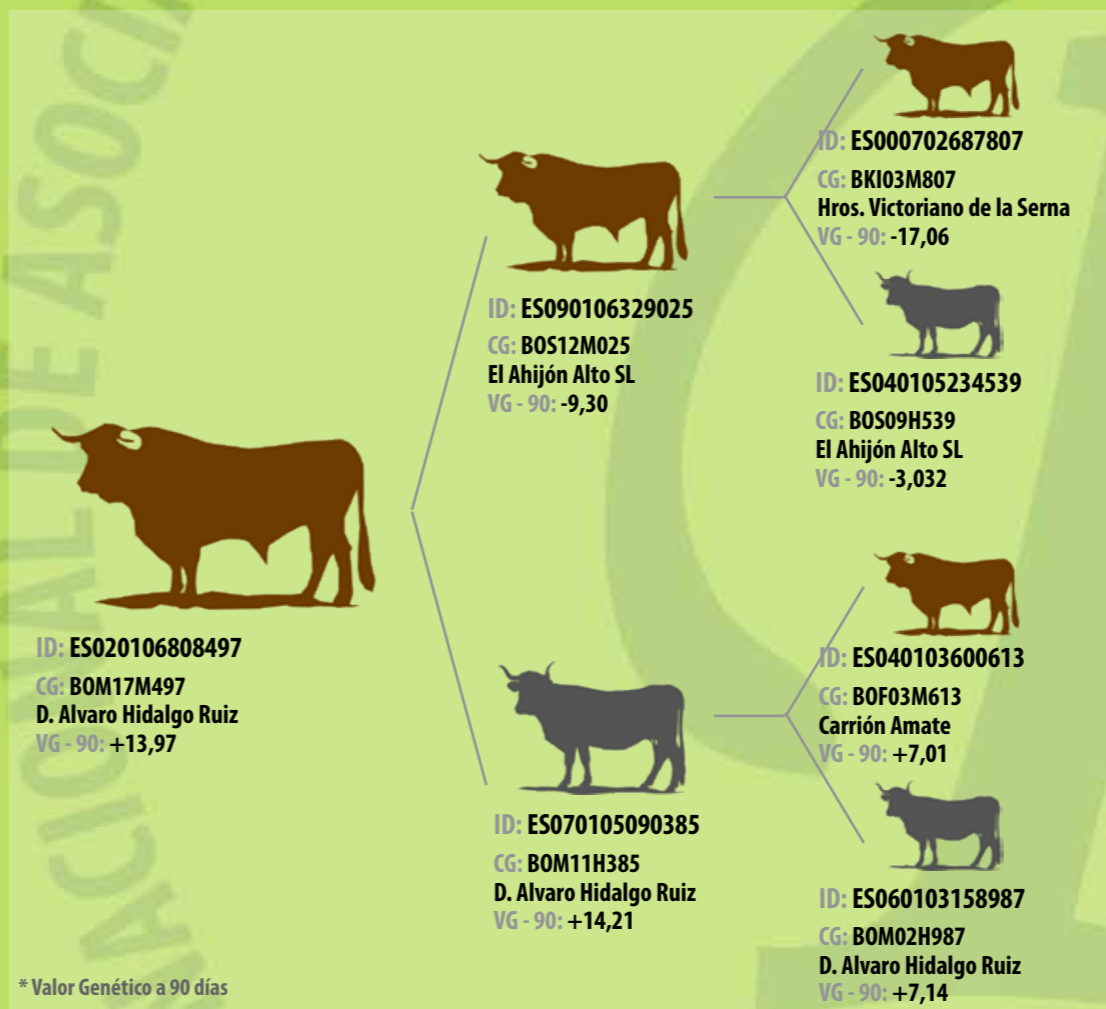 ID: ES000702687807
CG: BKI03M807
Hros. Victoriano de la Serna
VG - 90: -17,06
ID: ES090106329025
CG: BOS12M025
El Ahijón Alto SL
VG - 90: -9,30
ID: ES040105234539
CG: BOS09H539
El Ahijón Alto SL
VG - 90: -3,032
ID: ES020106808497
CG: BOM17M497
D. Alvaro Hidalgo Ruiz
VG - 90: +13,97
ID: ES040103600613
CG: BOF03M613
Carrión Amate
VG - 90: +7,01
ID: ES070105090385
CG: BOM11H385
D. Alvaro Hidalgo Ruiz
VG - 90: +14,21
ID: ES060103158987
CG: BOM02H987
D. Alvaro Hidalgo Ruiz
VG - 90: +7,14
* Valor Genético a 90 días
NACIONAL DE ASOCI